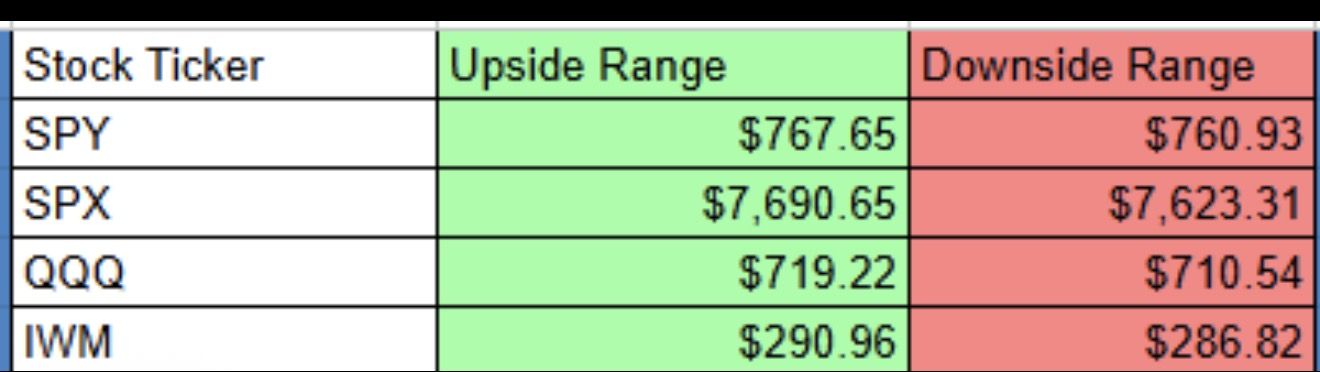 Stock Ticker Upside Range Downside Range
SPY $767.65 $760.93
SPX $7,690.65 $7,623.31
QQQ $719.22 $710.54
IWM $290.96 $286.82